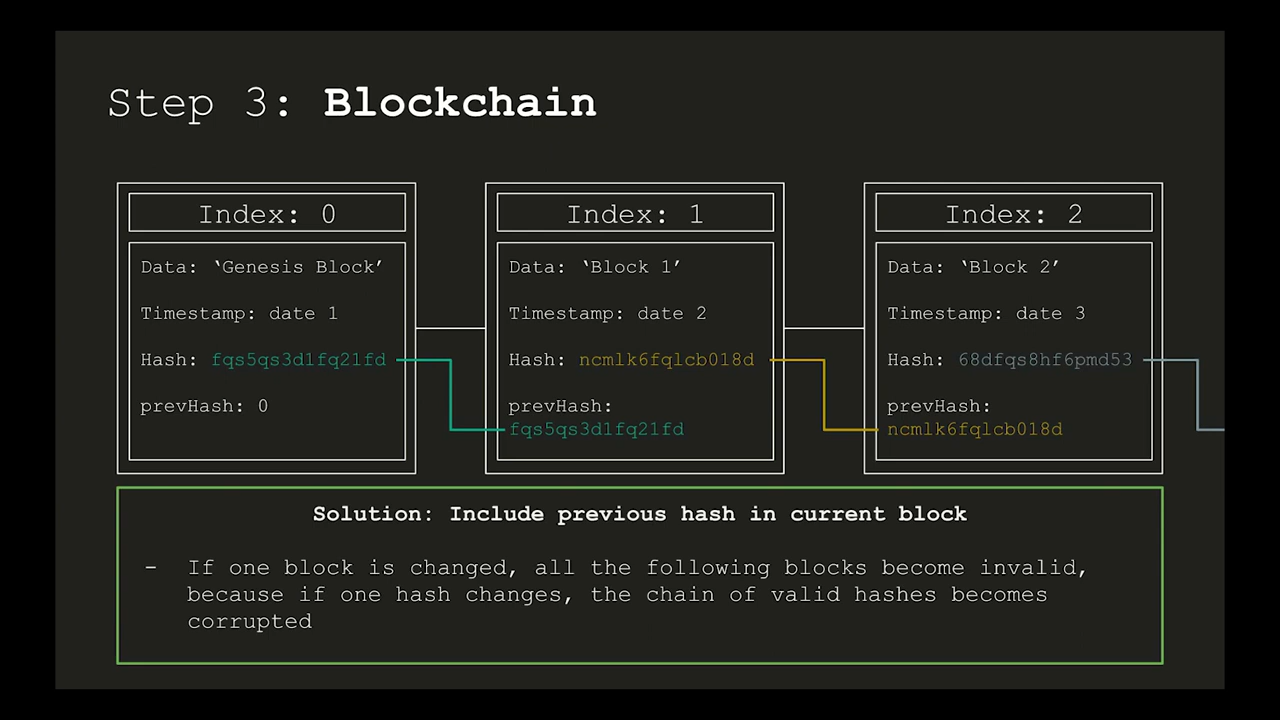 Step 3: Blockchain
Index: 0
Data: ‘Genesis Block’
Timestamp: date 1
Hash: fqs5qs3d1fq21fd
prevHash: 0
Index: 1
Data: ‘Block 1’
Timestamp: date 2
Hash: ncmlk6fqlcb018d
prevHash:
fqs5qs3d1fq21fd
Index: 2
Data: ‘Block 2’
Timestamp: date 3
Hash: 68dfqs8hf6pmd53
prevHash:
ncmlk6fqlcb018d
Solution: Include previous hash in current block
- If one block is changed, all the following blocks become invalid,
because if one hash changes, the chain of valid hashes becomes
corrupted